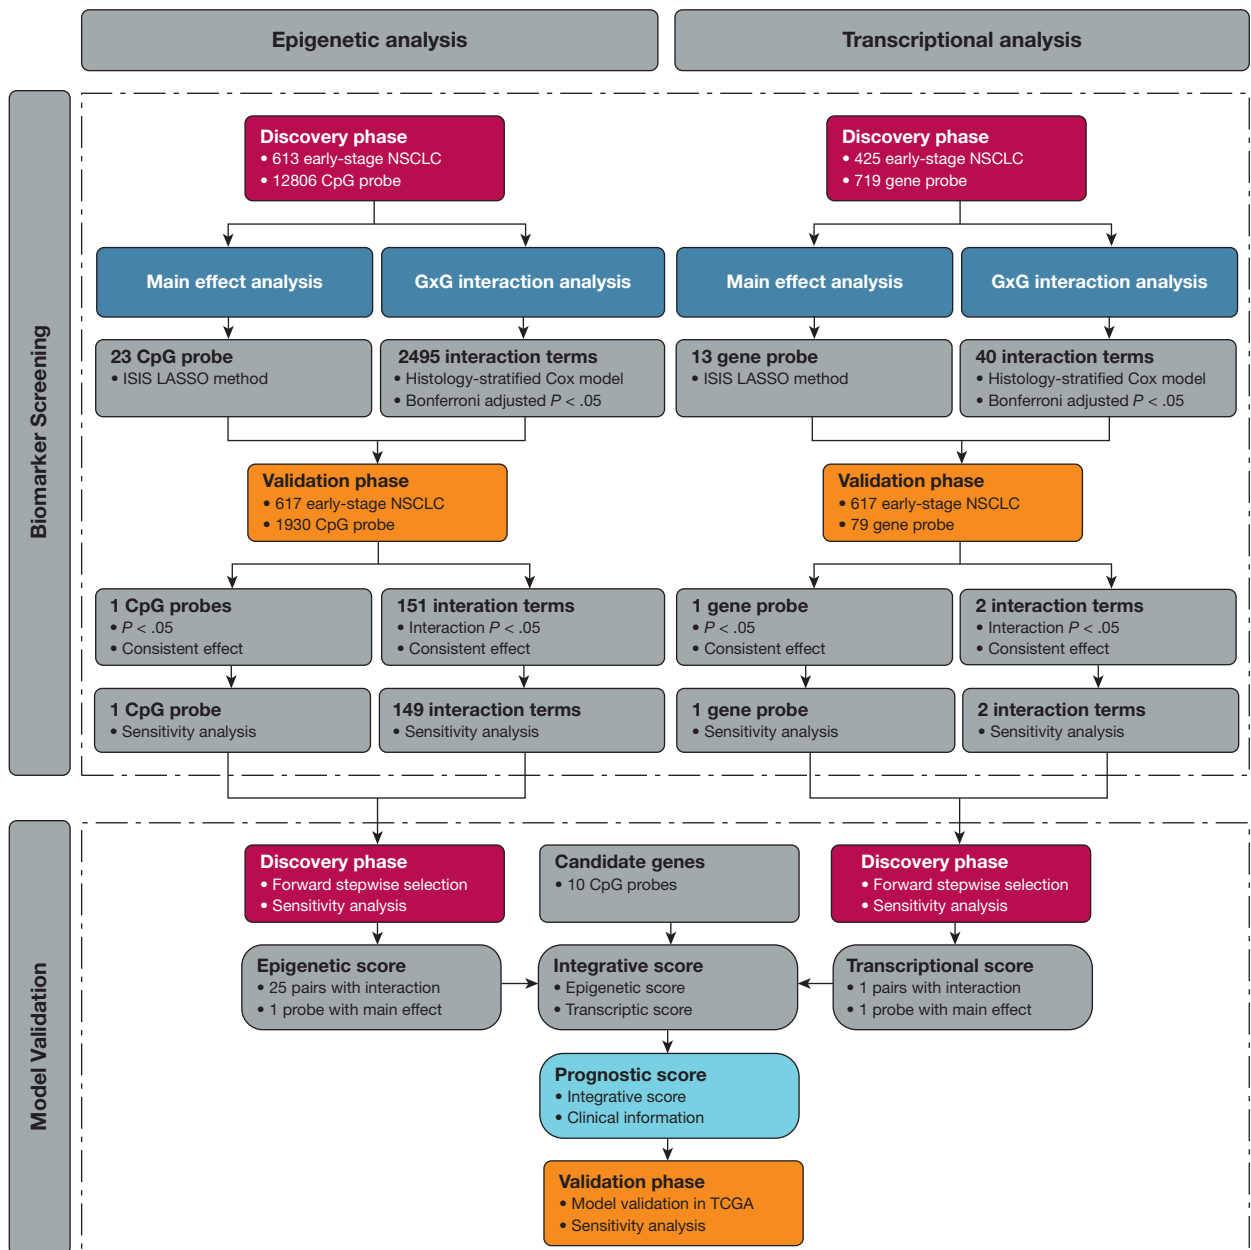 Epigenetic analysis
Transcriptional analysis
Biomarker Screening
Discovery phase
• 613 early-stage NSCLC
• 12806 CpG probe
Discovery phase
• 425 early-stage NSCLC
• 719 gene probe
Main effect analysis
GxG interaction analysis
Main effect analysis
GxG interaction analysis
23 CpG probe
• ISIS LASSO method
2495 interaction terms
• Histology-stratified Cox model
• Bonferroni adjusted P < .05
13 gene probe
• ISIS LASSO method
40 interaction terms
• Histology-stratified Cox model
• Bonferroni adjusted P < .05
Validation phase
• 617 early-stage NSCLC
• 1930 CpG probe
Validation phase
• 617 early-stage NSCLC
• 79 gene probe
1 CpG probes
• P < .05
• Consistent effect
151 interation terms
• Interaction P < .05
• Consistent effect
1 gene probe
• P < .05
• Consistent effect
2 interaction terms
• Interaction P < .05
• Consistent effect
1 CpG probe
• Sensitivity analysis
149 interaction terms
• Sensitivity analysis
1 gene probe
• Sensitivity analysis
2 interaction terms
• Sensitivity analysis
Model Validation
Discovery phase
• Forward stepwise selection
• Sensitivity analysis
Candidate genes
• 10 CpG probes
Discovery phase
• Forward stepwise selection
• Sensitivity analysis
Epigenetic score
• 25 pairs with interaction
• 1 probe with main effect
Integrative score
• Epigenetic score
• Transcriptic score
Transcriptional score
• 1 pairs with interaction
• 1 probe with main effect
Prognostic score
• Integrative score
• Clinical information
Validation phase
• Model validation in TCGA
• Sensitivity analysis